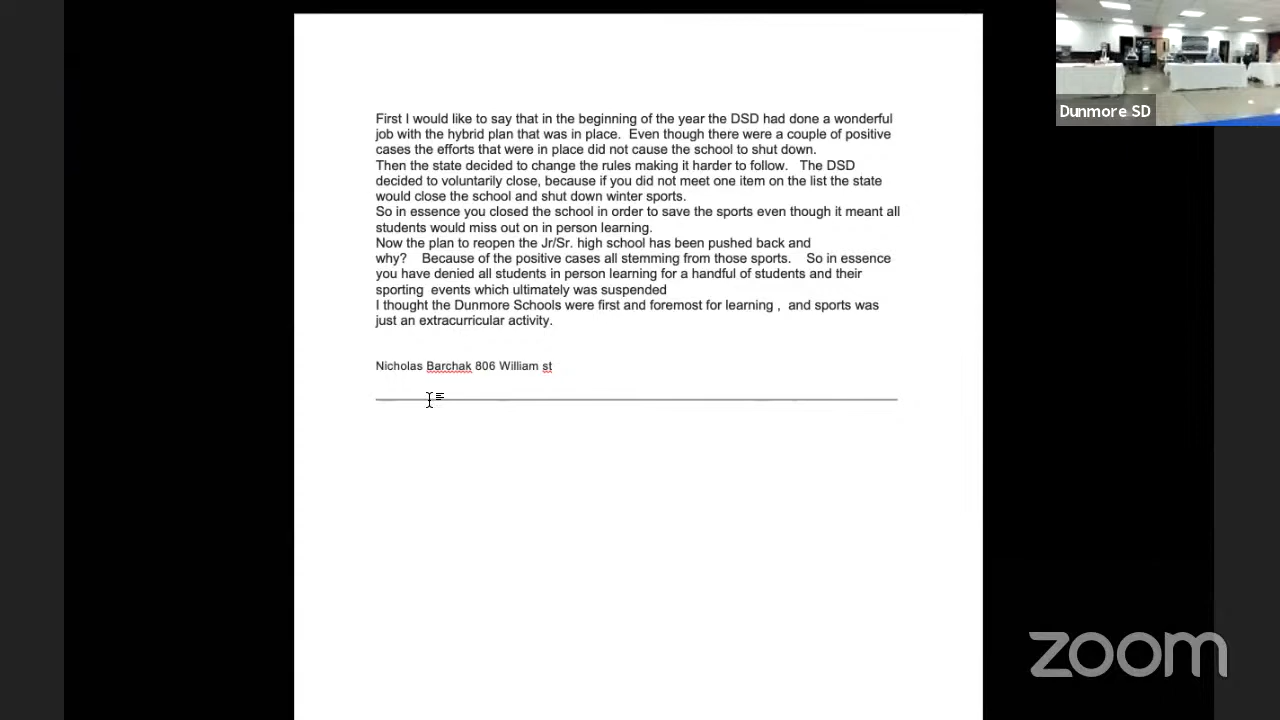 First I would like to say that in the beginning of the year the DSD had done a wonderful
job with the hybrid plan that was in place.  Even though there were a couple of positive
cases the efforts that were in place did not cause the school to shut down.
Then the state decided to change the rules making it harder to follow.   The DSD
decided to voluntarily close, because if you did not meet one item on the list the state
would close the school and shut down winter sports.
So in essence you closed the school in order to save the sports even though it meant all
students would miss out on in person learning.
Now the plan to reopen the Jr/Sr. high school has been pushed back and
why?    Because of the positive cases all stemming from those sports.    So in essence
you have denied all students in person learning for a handful of students and their
sporting  events which ultimately was suspended
I thought the Dunmore Schools were first and foremost for learning ,  and sports was
just an extracurricular activity.
Nicholas Barchak 806 William st
Dunmore SD
zoom